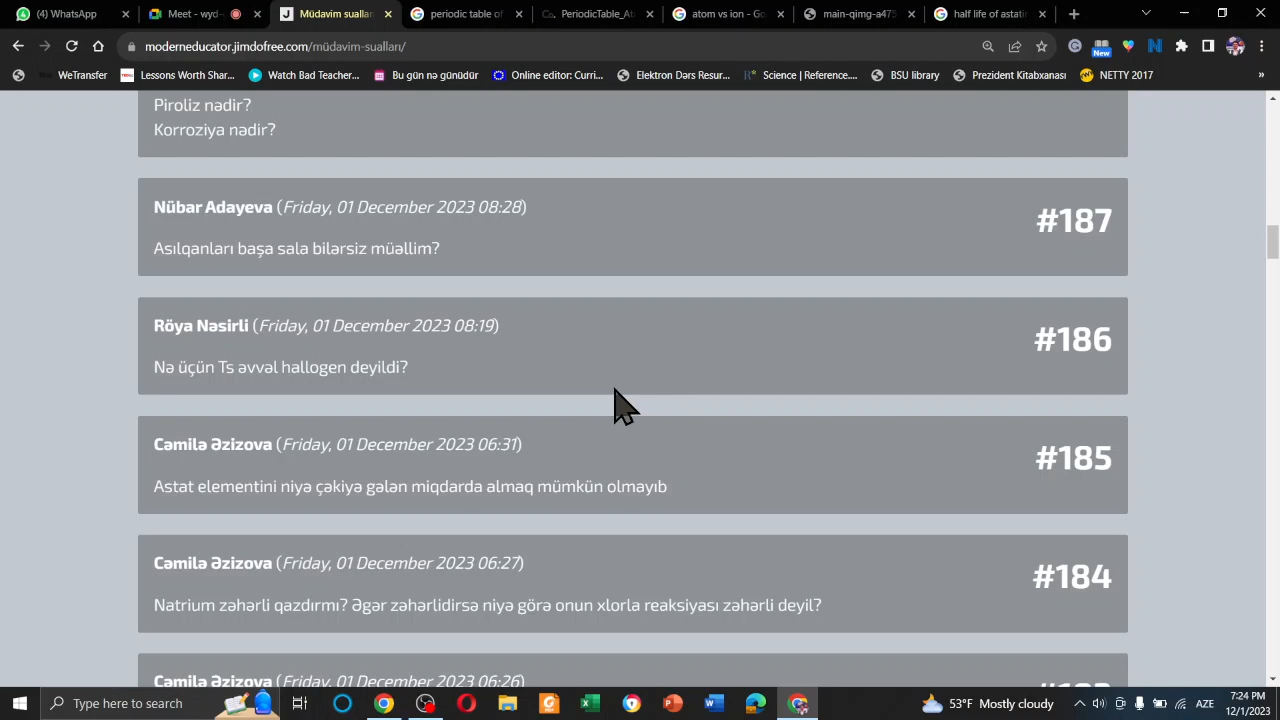 (4) WhatsApp
Meet - wyd-
Müdavim sualları
periodic table of
PeriodicTable_At
atom vs ion - Go
main-qimg-a475
half life of astatin
moderneducator.jimdofree.com/müdavim-sualları/
New
WeTransfer
Lessons Worth Shar...
Watch Bad Teacher...
Bu gün nə günüdür
Online editor: Curri...
Elektron Dərs Resur...
Science | Reference....
BSU library
Prezident Kitabxanası
NETTY 2017
»
Piroliz nədir?
Korroziya nədir?
Nübar Adayeva (Friday, 01 December 2023 08:28)
#187
Asılqanları başa sala bilərsiz müəllim?
Röya Nəsirli (Friday, 01 December 2023 08:19)
#186
Nə üçün Ts əvvəl hallogen deyildi?
Cəmilə Əzizova (Friday, 01 December 2023 06:31)
#185
Astat elementini niyə çəkiyə gələn miqdarda almaq mümkün olmayıb
Cəmilə Əzizova (Friday, 01 December 2023 06:27)
#184
Natrium zəhərli qazdırmı? Əgər zəhərlidirsə niyə görə onun xlorla reaksiyası zəhərli deyil?
Cəmilə Əzizova (Friday, 01 December 2023 06:26)
Type here to search
53°F Mostly cloudy
AZE
7:24 PM
12/1/2023